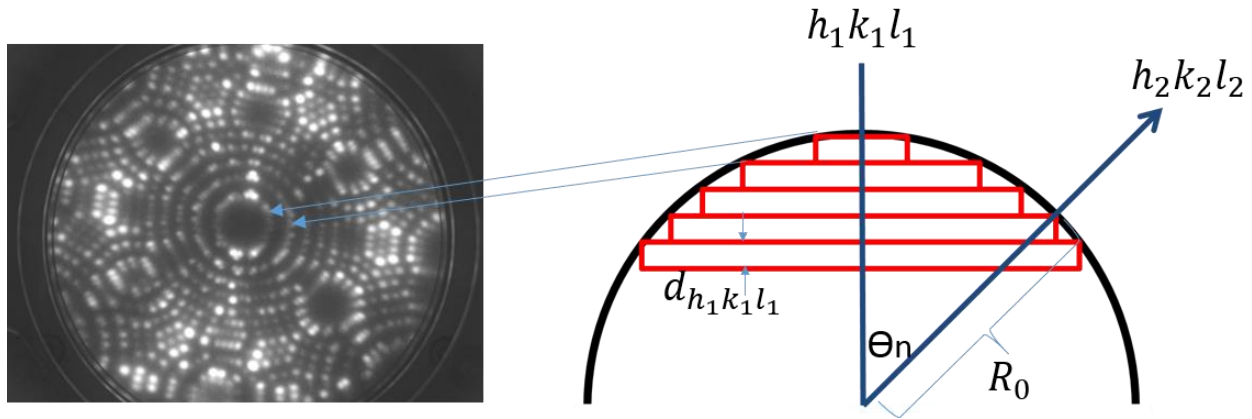 h₁k₁l₁
h₂k₂l₂
d_{h₁k₁l₁}
Θn
R₀